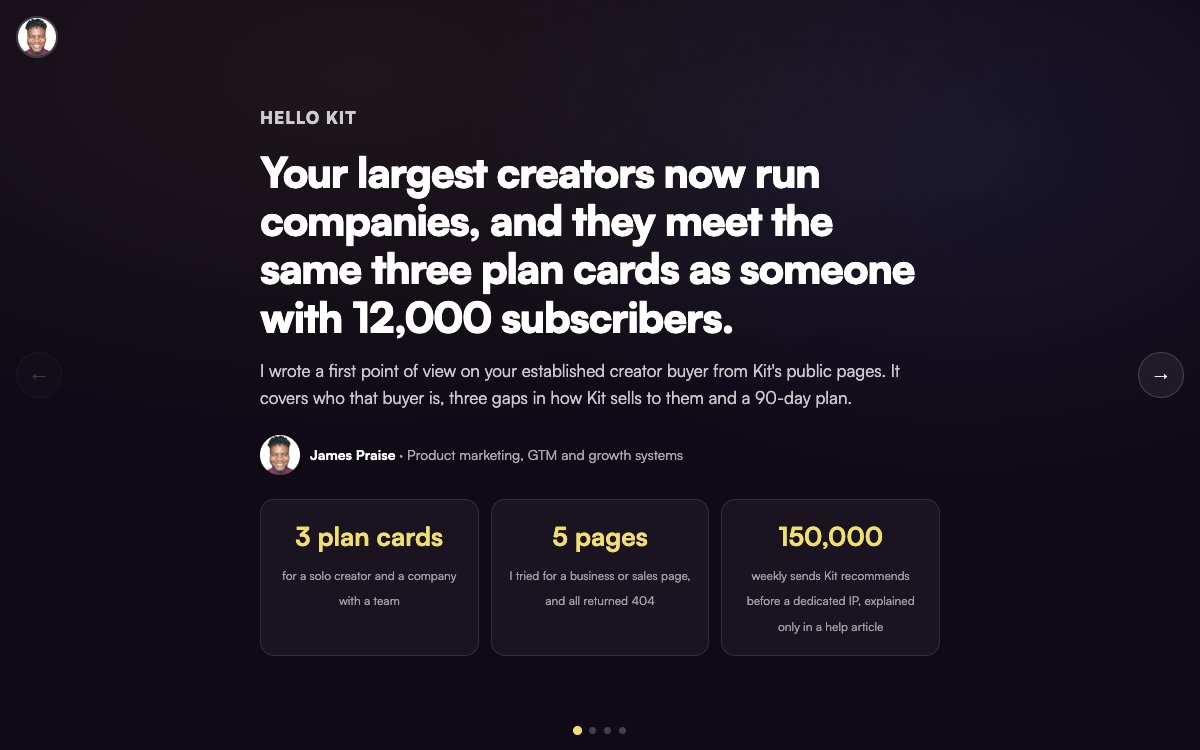 HELLO KIT
Your largest creators now run
companies, and they meet the
same three plan cards as someone
with 12,000 subscribers.
I wrote a first point of view on your established creator buyer from Kit's public pages. It
covers who that buyer is, three gaps in how Kit sells to them and a 90-day plan.
James Praise · Product marketing, GTM and growth systems
3 plan cards
for a solo creator and a company
with a team
5 pages
I tried for a business or sales page,
and all returned 404
150,000
weekly sends Kit recommends
before a dedicated IP, explained
only in a help article
←
→